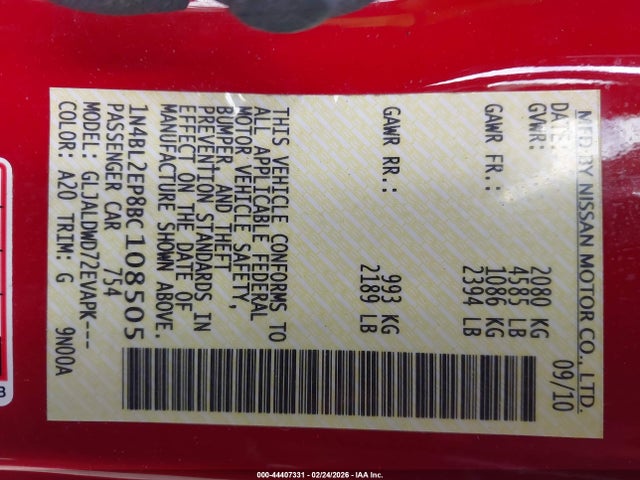 MFD BY NISSAN MOTOR CO., LTD.
DATE: 09/10
GVWR: 2080 KG
4585 LB
GAWR FR.: 1086 KG
2394 LB
GAWR RR.: 993 KG
2189 LB
THIS VEHICLE CONFORMS TO
ALL APPLICABLE FEDERAL
MOTOR VEHICLE SAFETY,
BUMPER, AND THEFT
PREVENTION STANDARDS IN
EFFECT ON THE DATE OF
MANUFACTURE SHOWN ABOVE.
1N4BL2EP8BC108505
PASSENGER CAR 754
MODEL: GLJALDWD72EVAPK---
COLOR: A20 TRIM: G 9N00A
B
000-44407331 - 02/24/2026 - IAA Inc.